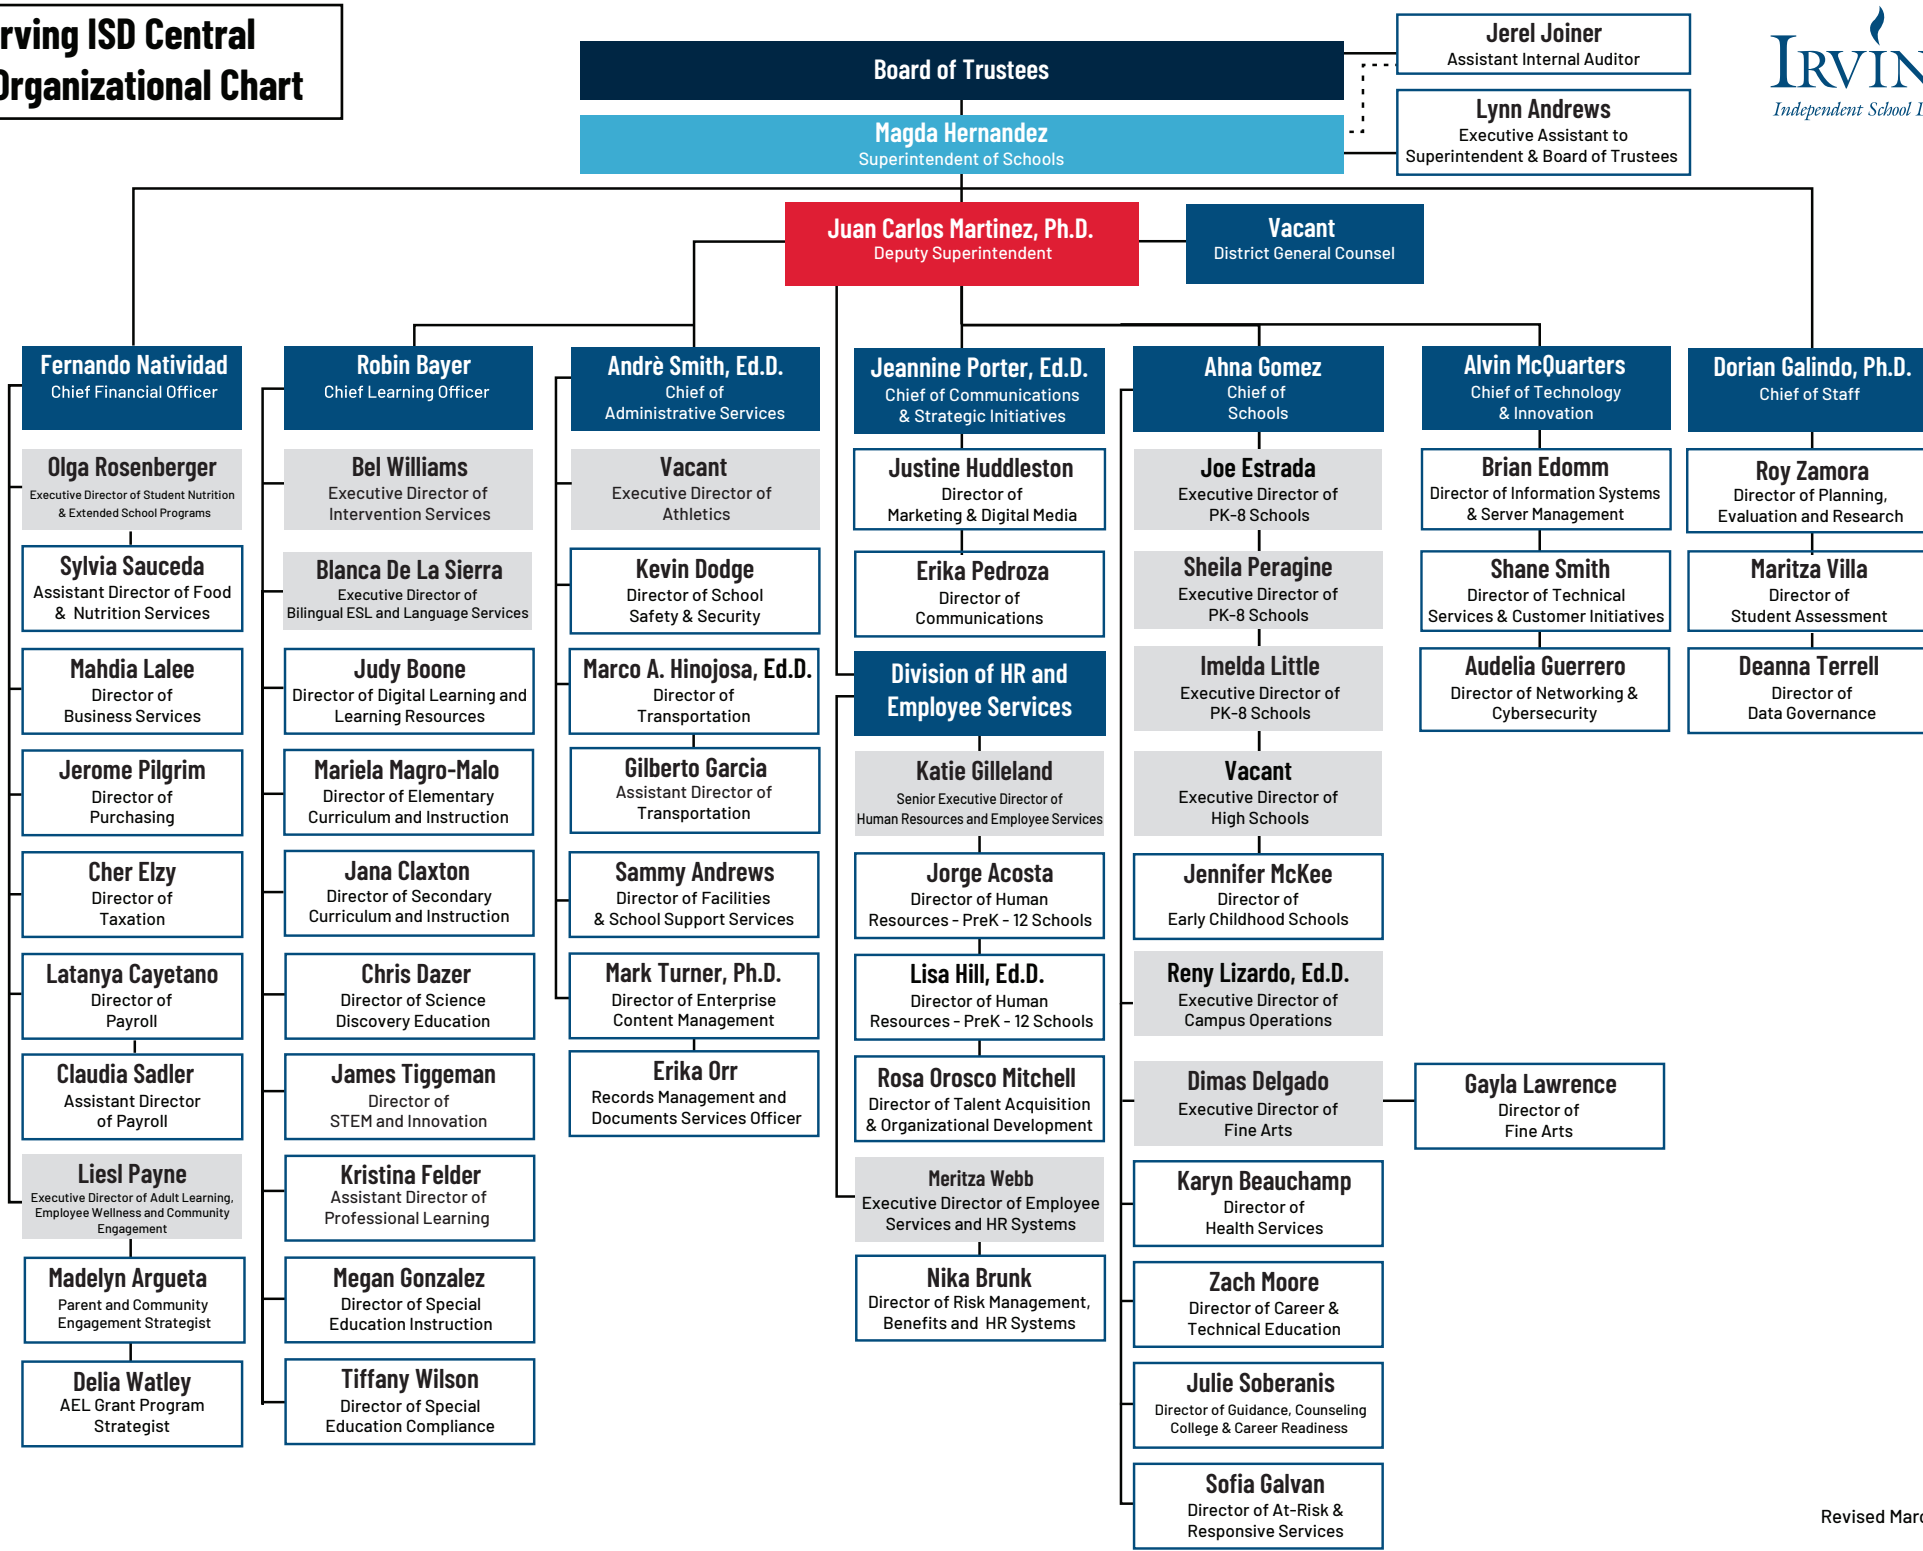 rving ISD Central
Organizational Chart
Board of Trustees
Magda Hernandez
Superintendent of Schools
Jerel Joiner
Assistant Internal Auditor
Lynn Andrews
Executive Assistant to
Superintendent & Board of Trustees
IRVIN
Independent School
Juan Carlos Martinez, Ph.D.
Deputy Superintendent
Vacant
District General Counsel
Fernando Natividad
Chief Financial Officer
Olga Rosenberger
Executive Director of Student Nutrition
& Extended School Programs
Sylvia Sauceda
Assistant Director of Food
& Nutrition Services
Mahdia Lalee
Director of
Business Services
Jerome Pilgrim
Director of
Purchasing
Cher Elzy
Director of
Taxation
Latanya Cayetano
Director of
Payroll
Claudia Sadler
Assistant Director
of Payroll
Liesl Payne
Executive Director of Adult Learning,
Employee Wellness and Community
Engagement
Madelyn Argueta
Parent and Community
Engagement Strategist
Delia Watley
AEL Grant Program
Strategist
Robin Bayer
Chief Learning Officer
Bel Williams
Executive Director of
Intervention Services
Blanca De La Sierra
Executive Director of
Bilingual ESL and Language Services
Judy Boone
Director of Digital Learning and
Learning Resources
Mariela Magro-Malo
Director of Elementary
Curriculum and Instruction
Jana Claxton
Director of Secondary
Curriculum and Instruction
Chris Dazer
Director of Science
Discovery Education
James Tiggeman
Director of
STEM and Innovation
Kristina Felder
Assistant Director of
Professional Learning
Megan Gonzalez
Director of Special
Education Instruction
Tiffany Wilson
Director of Special
Education Compliance
Andrè Smith, Ed.D.
Chief of
Administrative Services
Vacant
Executive Director of
Athletics
Kevin Dodge
Director of School
Safety & Security
Marco A. Hinojosa, Ed.D.
Director of
Transportation
Gilberto Garcia
Assistant Director of
Transportation
Sammy Andrews
Director of Facilities
& School Support Services
Mark Turner, Ph.D.
Director of Enterprise
Content Management
Erika Orr
Records Management and
Documents Services Officer
Jeannine Porter, Ed.D.
Chief of Communications
& Strategic Initiatives
Justine Huddleston
Director of
Marketing & Digital Media
Erika Pedroza
Director of
Communications
Division of HR and
Employee Services
Katie Gilleland
Senior Executive Director of
Human Resources and Employee Services
Jorge Acosta
Director of Human
Resources - PreK - 12 Schools
Lisa Hill, Ed.D.
Director of Human
Resources - PreK - 12 Schools
Rosa Orosco Mitchell
Director of Talent Acquisition
& Organizational Development
Meritza Webb
Executive Director of Employee
Services and HR Systems
Nika Brunk
Director of Risk Management,
Benefits and HR Systems
Ahna Gomez
Chief of
Schools
Joe Estrada
Executive Director of
PK-8 Schools
Sheila Peragine
Executive Director of
PK-8 Schools
Imelda Little
Executive Director of
PK-8 Schools
Vacant
Executive Director of
High Schools
Jennifer McKee
Director of
Early Childhood Schools
Reny Lizardo, Ed.D.
Executive Director of
Campus Operations
Dimas Delgado
Executive Director of
Fine Arts
Gayla Lawrence
Director of
Fine Arts
Karyn Beauchamp
Director of
Health Services
Zach Moore
Director of Career &
Technical Education
Julie Soberanis
Director of Guidance, Counseling
College & Career Readiness
Sofia Galvan
Director of At-Risk &
Responsive Services
Alvin McQuarters
Chief of Technology
& Innovation
Brian Edomm
Director of Information Systems
& Server Management
Shane Smith
Director of Technical
Services & Customer Initiatives
Audelia Guerrero
Director of Networking &
Cybersecurity
Dorian Galindo, Ph.D.
Chief of Staff
Roy Zamora
Director of Planning,
Evaluation and Research
Maritza Villa
Director of
Student Assessment
Deanna Terrell
Director of
Data Governance
Revised Marc